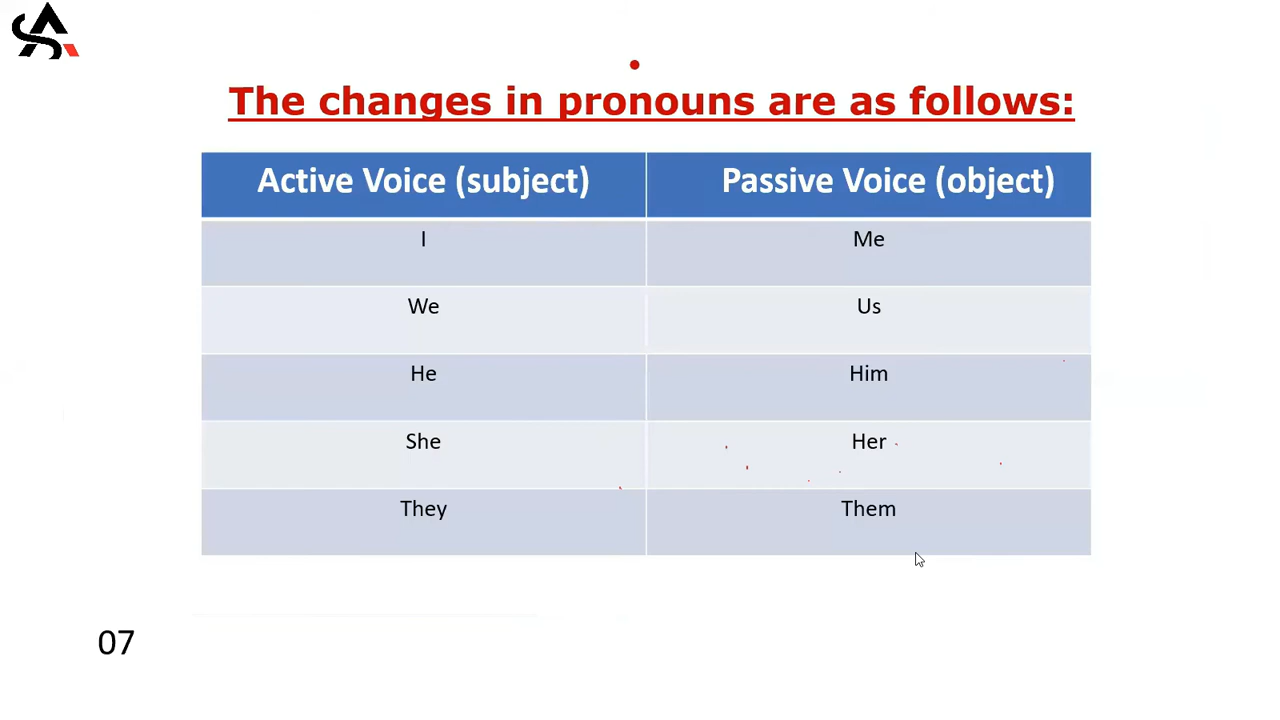 The changes in pronouns are as follows:
Active Voice (subject) Passive Voice (object)
I Me
We Us
He Him
She Her
They Them
07